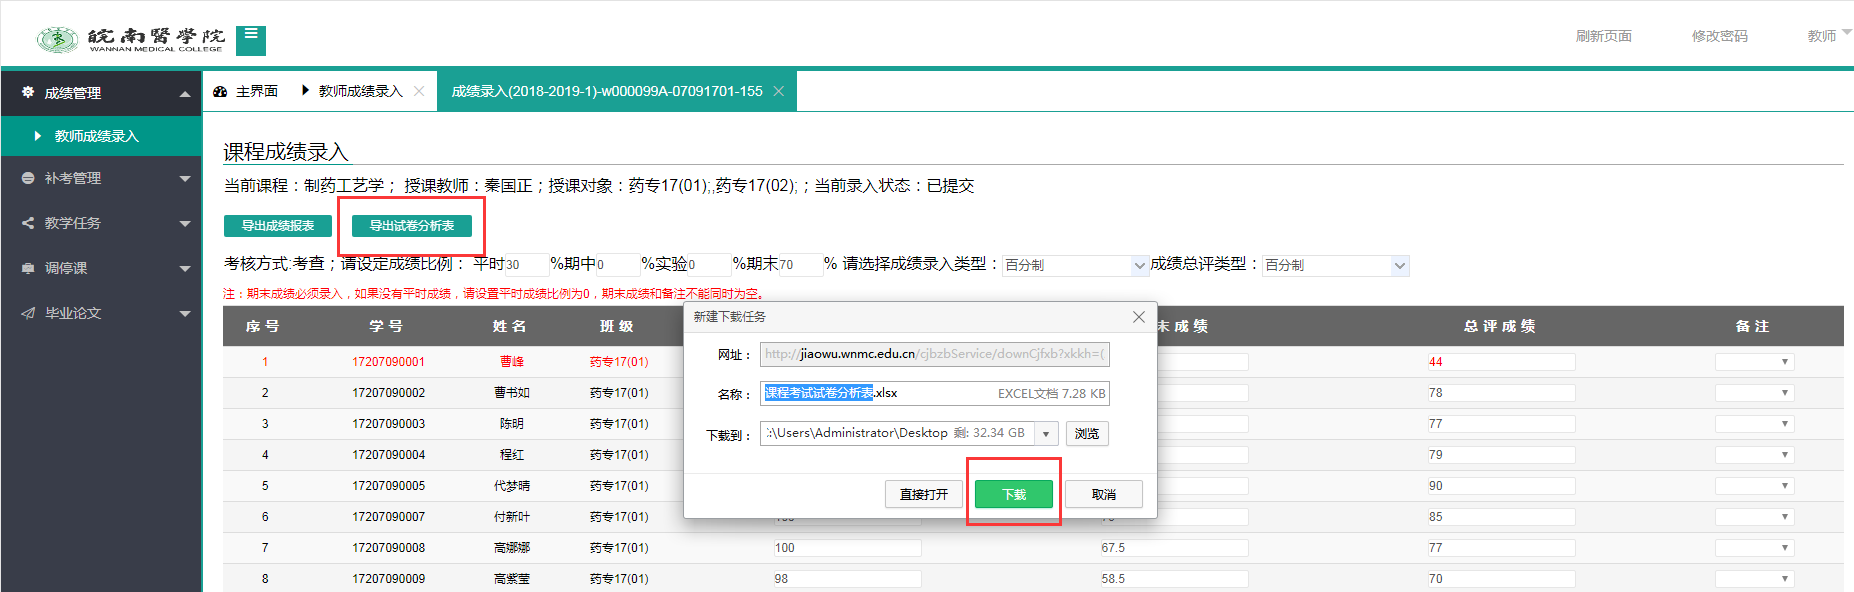 皖南醫學院
WANNAN MEDICAL COLLEGE
刷新页面 修改密码 教师
成绩管理
教师成绩录入
补考管理
教学任务
调停课
毕业论文
主界面 教师成绩录入 成绩录入(2018-2019-1)-w000099A-07091701-155
课程成绩录入
当前课程：制药工艺学； 授课教师：秦国正；授课对象：药专17(01);,药专17(02);；当前录入状态：已提交
导出成绩报表 导出试卷分析表
考核方式:考查；请设定成绩比例： 平时30 %期中0 %实验0 %期末70 % 请选择成绩录入类型：百分制 成绩总评类型：百分制
注：期末成绩必须录入，如果没有平时成绩，请设置平时成绩比例为0，期末成绩和备注不能同时为空。
序号 学号 姓名 班级 末成绩 总评成绩 备注
1 17207090001 曹峰 药专17(01) 44
2 17207090002 曹书如 药专17(01) 78
3 17207090003 陈明 药专17(01) 77
4 17207090004 程红 药专17(01) 79
5 17207090005 代梦晴 药专17(01) 90
6 17207090007 付新叶 药专17(01) 85
7 17207090008 高娜娜 药专17(01) 100 67.5 77
8 17207090009 高紫莹 药专17(01) 98 58.5 70
新建下载任务
网址： http://jiaowu.wnmc.edu.cn/cjbzbService/downCjfxb?xkkh=(
名称： 课程考试试卷分析表.xlsx EXCEL文档 7.28 KB
下载到： :\Users\Administrator\Desktop 剩: 32.34 GB 浏览
直接打开 下载 取消